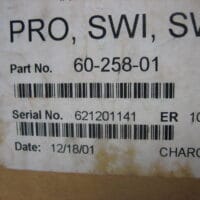 PRO, SWI, SW
Part No. 60-258-01
Serial No. 621201141 ER 10
Date: 12/18/01 CHARG